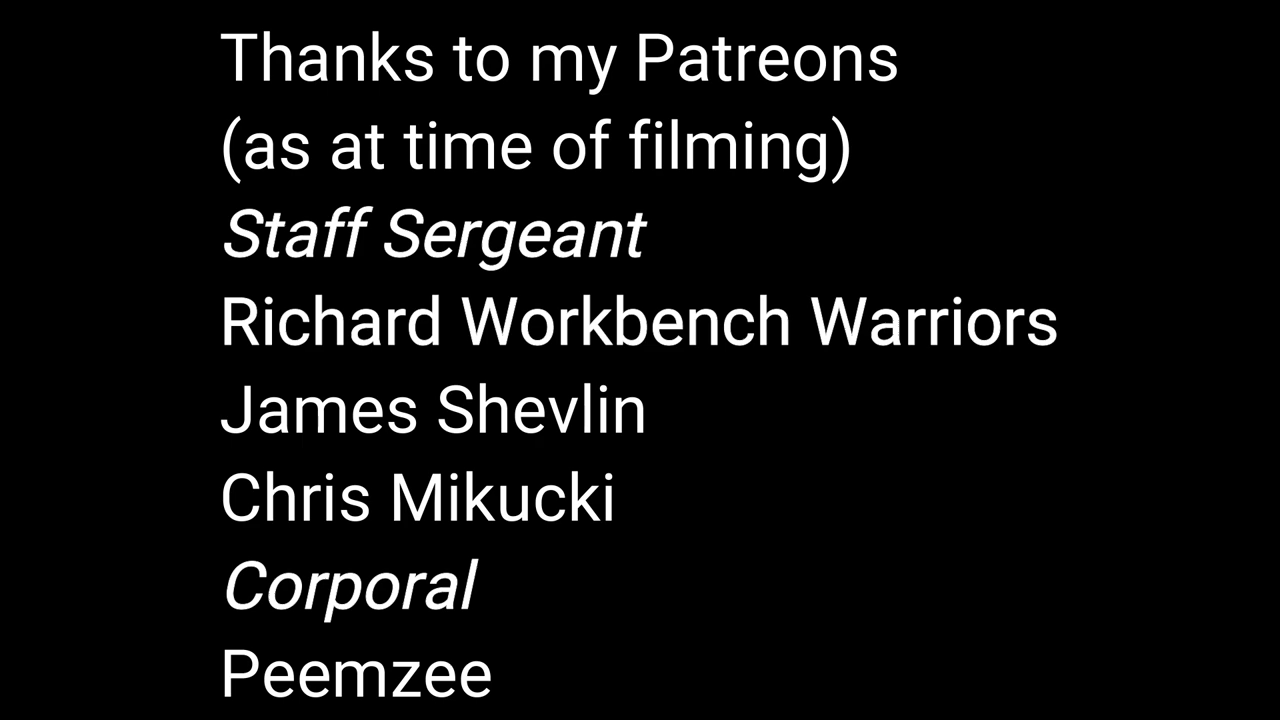 Thanks to my Patreons
(as at time of filming)
Staff Sergeant
Richard Workbench Warriors
James Shevlin
Chris Mikucki
Corporal
Peemzee